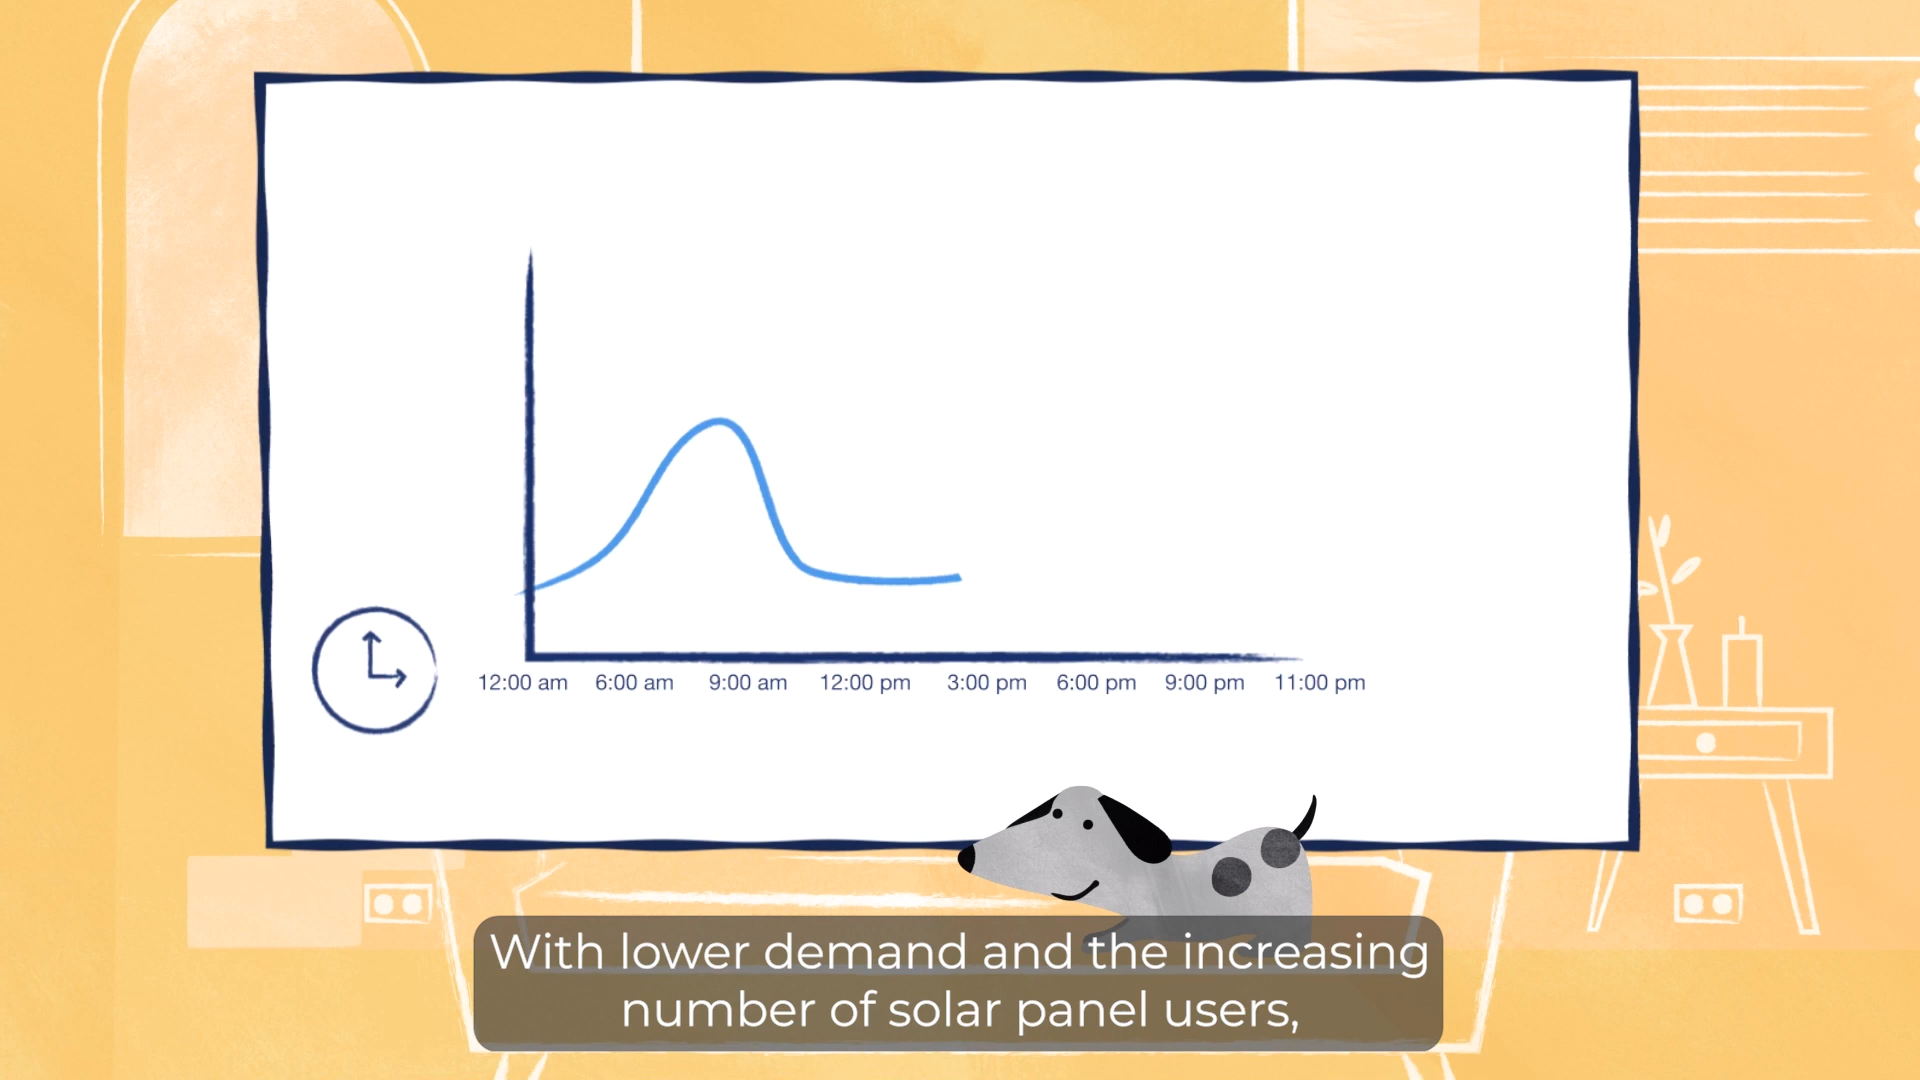 12:00 am 6:00 am 9:00 am 12:00 pm 3:00 pm 6:00 pm 9:00 pm 11:00 pm
With lower demand and the increasing
number of solar panel users,